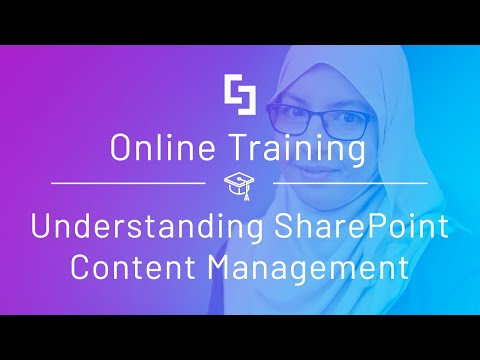 Online Training
Understanding SharePoint
Content Management